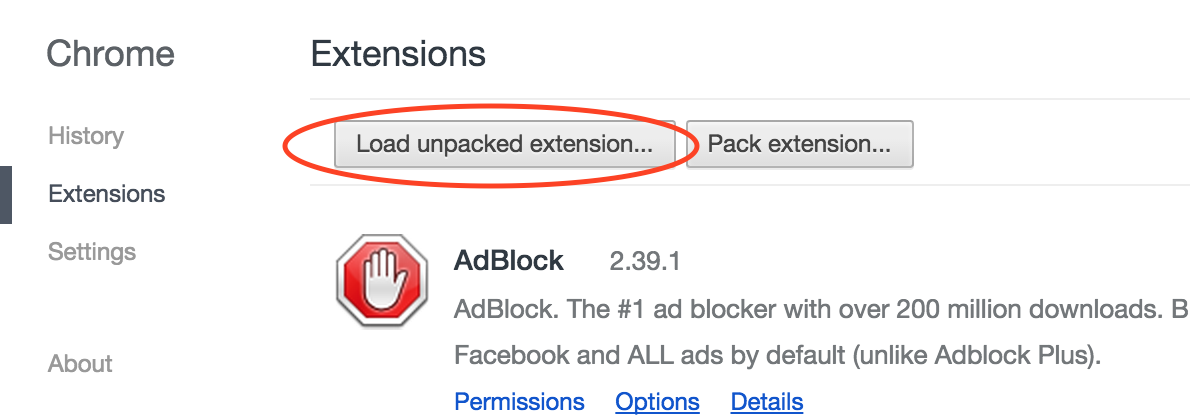 Chrome
History
Extensions
Settings
About
Extensions
Load unpacked extension... Pack extension...
AdBlock 2.39.1
AdBlock. The #1 ad blocker with over 200 million downloads. B
Facebook and ALL ads by default (unlike Adblock Plus).
Permissions Options Details